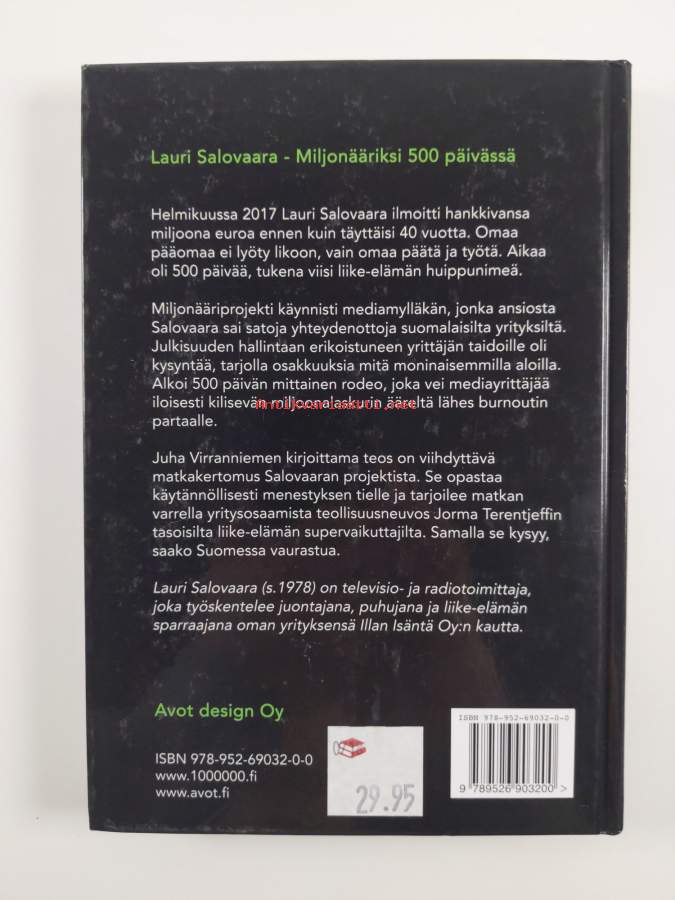 Lauri Salovaara - Miljonääriksi 500 päivässä
Helmikuussa 2017 Lauri Salovaara ilmoitti hankkivansa
miljoona euroa ennen kuin täyttäisi 40 vuotta. Omaa
pääomaa ei lyöty likoon, vain omaa päätä ja työtä. Aikaa
oli 500 päivää, tukena viisi liike-elämän huippunimeä.
Miljonääriprojekti käynnisti mediamylläkän, jonka ansiosta
Salovaara sai satoja yhteydenottoja suomalaisilta yrityksiltä.
Julkisuuden hallintaan erikoistuneen yrittäjän taidoille oli
kysyntää, tarjolla osakkuuksia mitä moninaisemmilla aloilla.
Alkoi 500 päivän mittainen rodeo, joka vei mediayrittäjää
iloisesti kilisevän miljoonalaskurin ääreltä lähes burnoutin
antikvariaatti.net
partaalle.
Juha Virranniemen kirjoittama teos on viihdyttävä
matkakertomus Salovaaran projektista. Se opastaa
käytännöllisesti menestyksen tielle ja tarjoilee matkan
varrella yritysosaamista teollisuusneuvos Jorma Terentjeffin
tasoisilta liike-elämän supervaikuttajilta. Samalla se kysyy,
saako Suomessa vaurastua.
Lauri Salovaara (s.1978) on televisio- ja radiotoimittaja,
joka työskentelee juontajana, puhujana ja liike-elämän
sparraajana oman yrityksensä Illan Isäntä Oy:n kautta.
Avot design Oy
ISBN 978-952-69032-0-0
www.1000000.fi
www.avot.fi
29.95
ISBN 978-952-69032-0-0
9 789526 903200 >